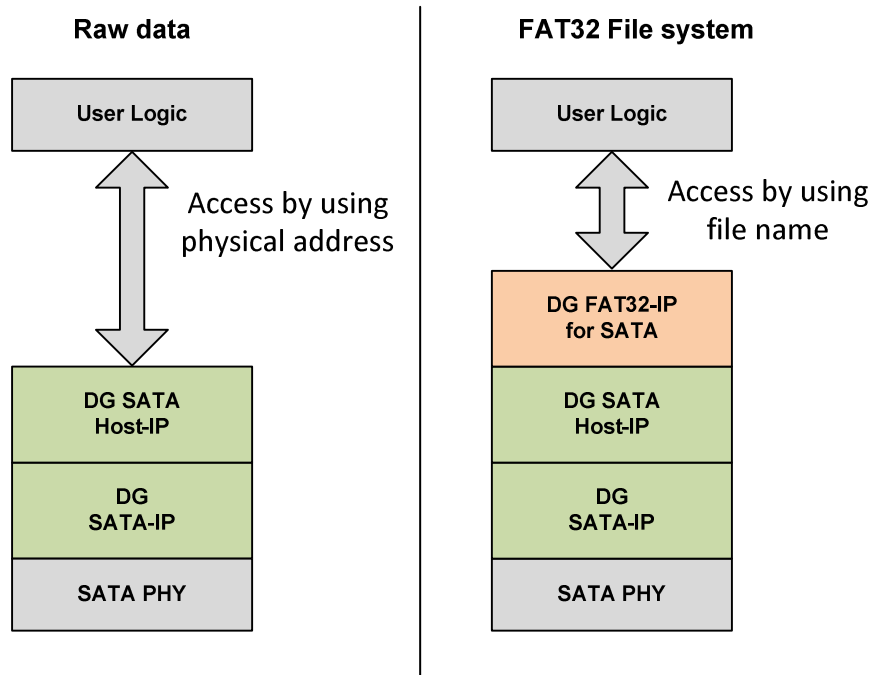 Raw data
User Logic
Access by using
physical address
DG SATA
Host-IP
DG
SATA-IP
SATA PHY
FAT32 File system
User Logic
Access by using
file name
DG FAT32-IP
for SATA
DG SATA
Host-IP
DG
SATA-IP
SATA PHY